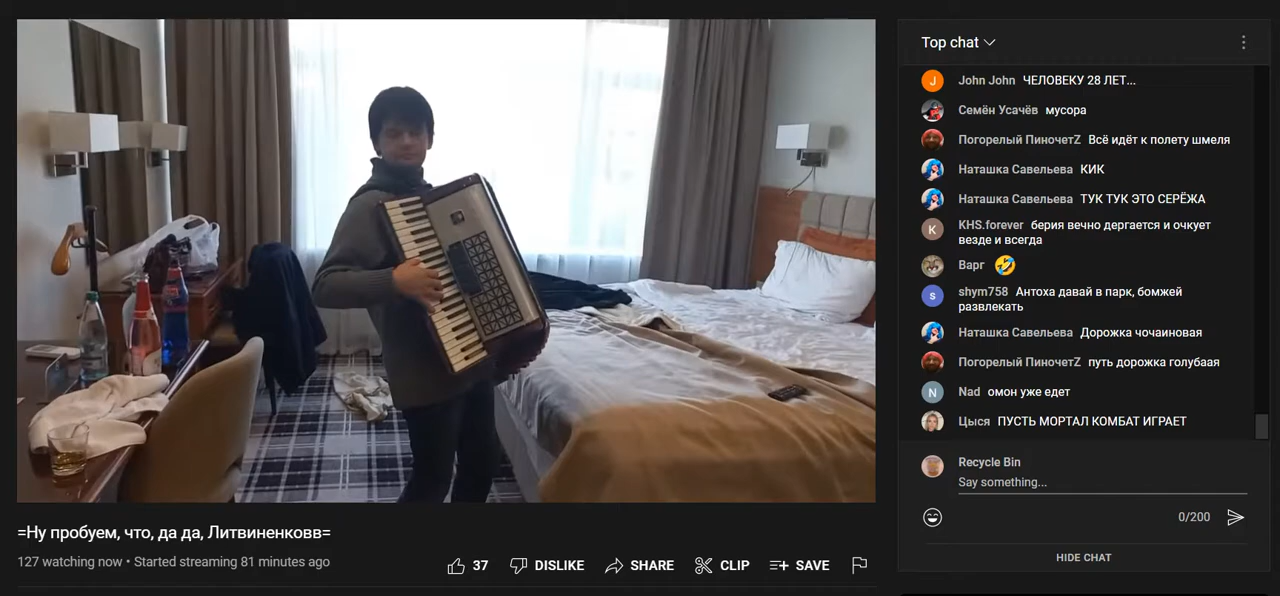 Top chat
John John ЧЕЛОВЕКУ 28 ЛЕТ...
Семён Усачёв мусора
Погорелый ПиночетZ Всё идёт к полету шмеля
Наташка Савельева КИК
Наташка Савельева ТУК ТУК ЭТО СЕРЁЖА
K
KHS.forever берия вечно дергается и очкует
везде и всегда
Варг
s
shym758 Антоха давай в парк, бомжей
развлекать
Наташка Савельева Дорожка чочаиновая
Погорелый ПиночетZ путь дорожка голубаая
N
Nad омон уже едет
Цыся ПУСТЬ МОРТАЛ КОМБАТ ИГРАЕТ
Recycle Bin
Say something...
0/200
HIDE CHAT
=Ну пробуем, что, да да, Литвиненковв=
127 watching now • Started streaming 81 minutes ago
37 DISLIKE SHARE CLIP SAVE